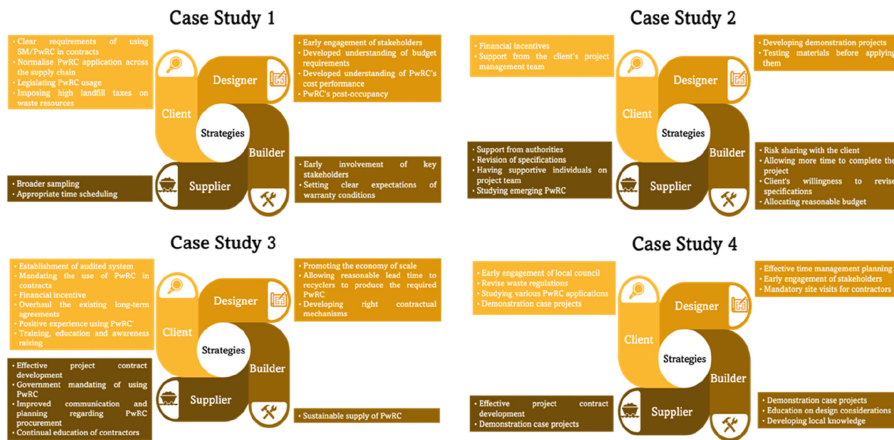 Case Study 1
• Clear requirements of using
SM/PwRC in contracts
• Normalise PwRC application across
the supply chain
• Legislating PwRC usage
• Imposing high landfill taxes on
waste resources
• Early engagement of stakeholders
• Developed understanding of budget
requirements
• Developed understanding of PwRC's
cost performance
• PwRC's post-occupancy
Designer
Client
Strategies
Builder
Supplier
• Broader sampling
• Appropriate time scheduling
• Early involvement of key
stakeholders
• Setting clear expectations of
warranty conditions
Case Study 2
• Financial incentives
• Support from the client's project
management team
• Developing demonstration projects
• Testing materials before applying
them
Designer
Client
Strategies
Builder
Supplier
• Support from authorities
• Revision of specifications
• Having supportive individuals on
project team
• Studying emerging PwRC
• Risk sharing with the client
• Allowing more time to complete the
project
• Client's willingness to revise
specifications
• Allocating reasonable budget
Case Study 3
• Establishment of audited system
• Mandating the use of PwRC in
contracts
• Financial incentive
• Overhaul the existing long-term
agreements
• Positive experience using PwRC'
• Training, education and awareness
raising
• Promoting the economy of scale
• Allowing reasonable lead time to
recyclers to produce the required
PwRC
• Developing right contractual
mechanisms
Designer
Client
Strategies
Builder
Supplier
• Effective project contract
development
• Government mandating of using
PwRC
• Improved communication and
planning regarding PwRC
procurement
• Continual education of contractors
• Sustainable supply of PwRC
Case Study 4
• Early engagement of local council
• Revise waste regulations
• Studying various PwRC applications
• Demonstration case projects
• Effective time management planning
• Early engagement of stakeholders
• Mandatory site visits for contractors
Designer
Client
Strategies
Builder
Supplier
• Effective project contract
development
• Demonstration case projects
• Demonstration case projects
• Education on design considerations
• Developing local knowledge